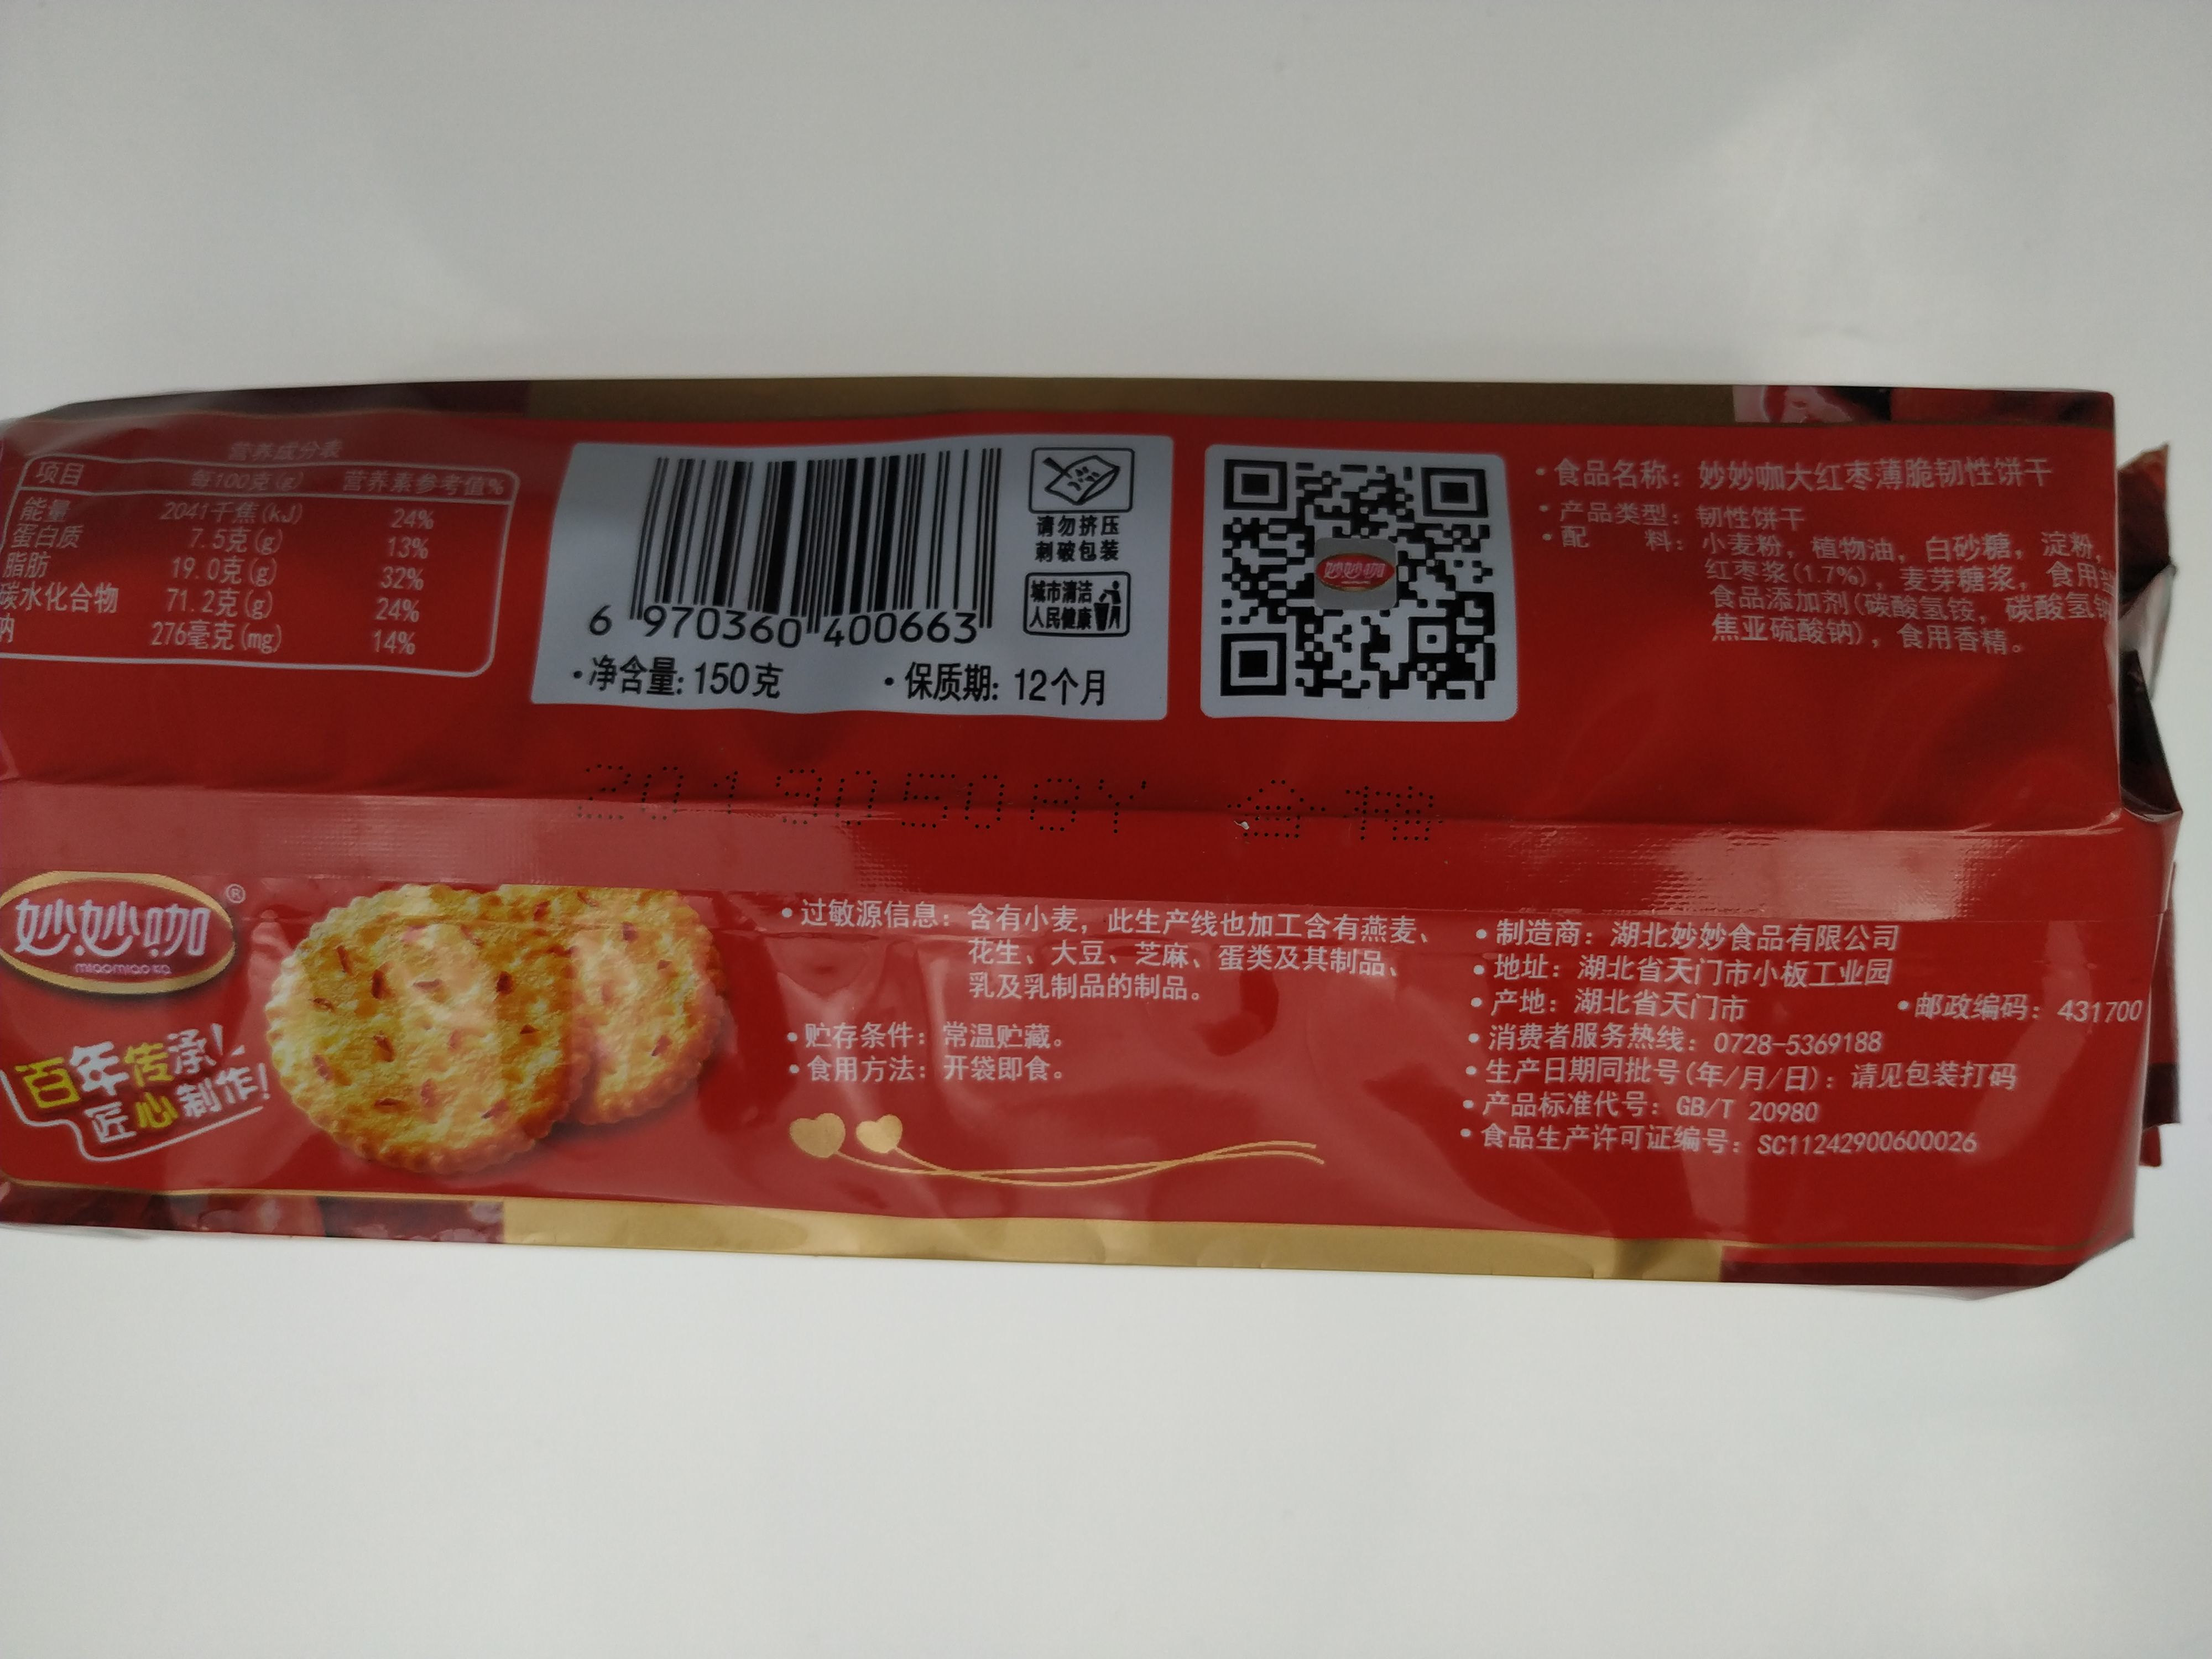 营养成分表
项目 每100克(g) 营养素参考值%
能量 2041千焦(kJ) 24%
蛋白质 7.5克(g) 13%
脂肪 19.0克(g) 32%
碳水化合物 71.2克(g) 24%
钠 276毫克(mg) 14%
6 970360 400663
·净含量: 150克 ·保质期: 12个月
请勿挤压
刺破包装
城市清洁
人民健康
妙妙咖
·食品名称: 妙妙咖大红枣薄脆韧性饼干
·产品类型: 韧性饼干
·配 料: 小麦粉, 植物油, 白砂糖, 淀粉,
红枣浆(1.7%), 麦芽糖浆, 食用盐
食品添加剂(碳酸氢铵, 碳酸氢钠
焦亚硫酸钠), 食用香精。
20190508Y 合格
妙妙咖®
miaomiao ka
百年传承!
匠心制作!
·过敏源信息: 含有小麦, 此生产线也加工含有燕麦、
花生、大豆、芝麻、蛋类及其制品、
乳及乳制品的制品。
·贮存条件: 常温贮藏。
·食用方法: 开袋即食。
·制造商: 湖北妙妙食品有限公司
·地址: 湖北省天门市小板工业园
·产地: 湖北省天门市 ·邮政编码: 431700
·消费者服务热线: 0728-5369188
·生产日期同批号(年/月/日): 请见包装打码
·产品标准代号: GB/T 20980
·食品生产许可证编号: SC11242900600026